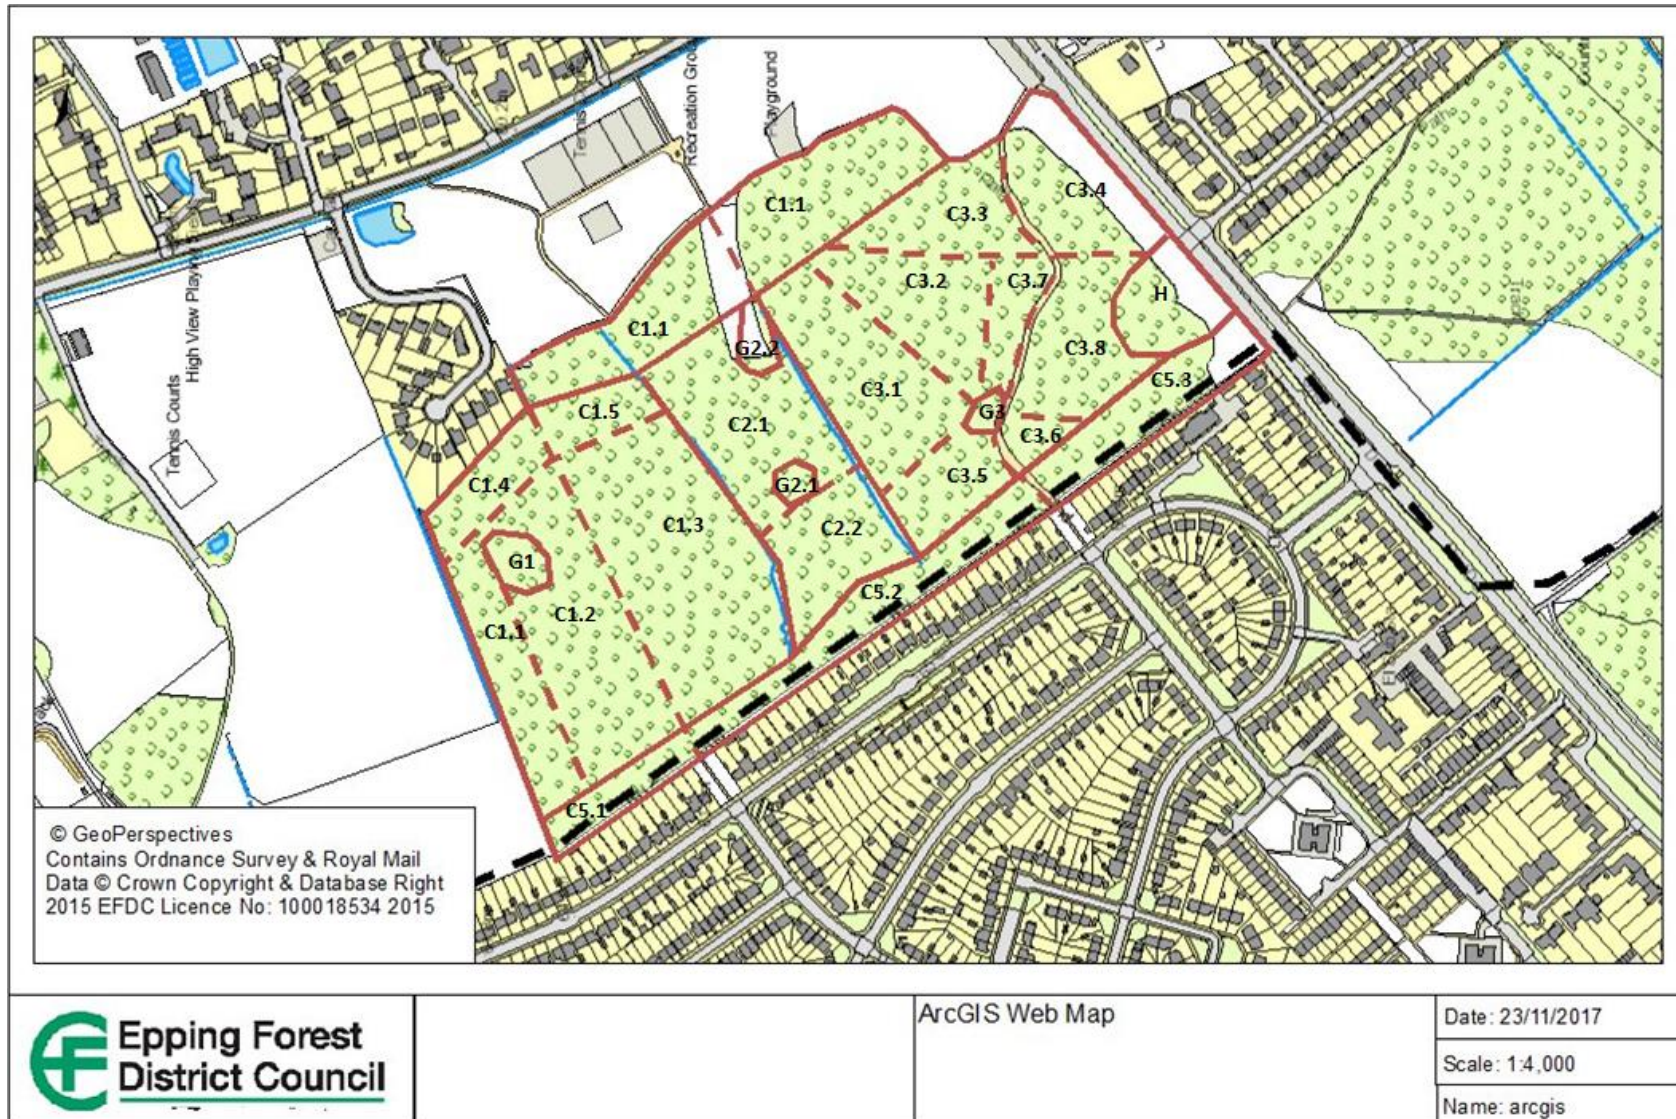 Recreation Grou
Playground
High View Playing
Tennis Courts
C1.1
C3.4
C3.3
C3.2
C3.7
H
C1.1
G2.2
C3.8
C3.1
C5.3
C1.5
G3
C2.1
C3.6
C1.4
G2.1
C3.5
C1.3
C2.2
G1
C5.2
C1.2
C1.1
C5.1
© GeoPerspectives
Contains Ordnance Survey & Royal Mail
Data © Crown Copyright & Database Right
2015 EFDC Licence No: 100018534 2015
Epping Forest
District Council
ArcGIS Web Map
Date: 23/11/2017
Scale: 1:4,000
Name: arcgis